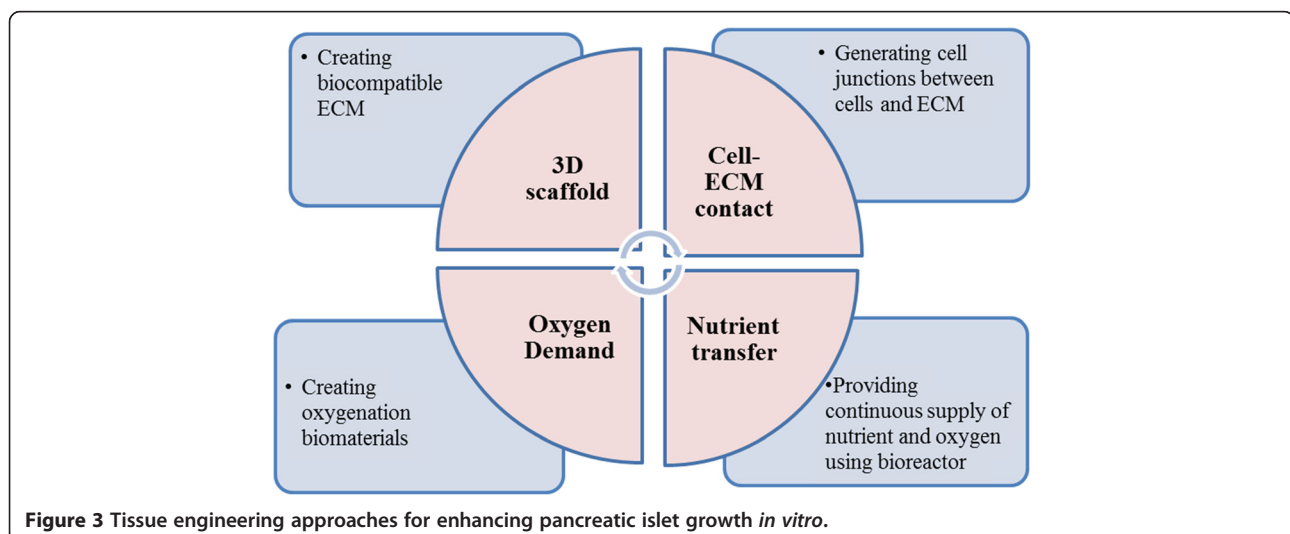 • Creating
biocompatible
ECM
• Generating cell
junctions between
cells and ECM
3D
scaffold
Cell-
ECM
contact
Oxygen
Demand
Nutrient
transfer
• Creating
oxygenation
biomaterials
•Providing
continuous supply of
nutrient and oxygen
using bioreactor
Figure 3 Tissue engineering approaches for enhancing pancreatic islet growth in vitro.